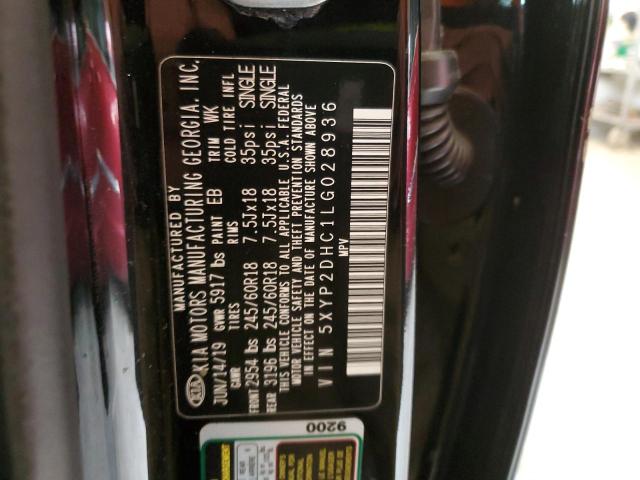 MANUFACTURED BY
KIA KIA MOTORS MANUFACTURING GEORGIA. INC.
JUN/14/19 GVWR 5917 lbs PAINT EB TRIM WK
GAWR TIRES RIMS COLD TIRE INFL
FRONT 2954 lbs 245/60R18 7.5Jx18 35psi SINGLE
REAR 3196 lbs 245/60R18 7.5Jx18 35psi SINGLE
THIS VEHICLE CONFORMS TO ALL APPLICABLE U.S.A. FEDERAL
MOTOR VEHICLE SAFETY AND THEFT PREVENTION STANDARDS
IN EFFECT ON THE DATE OF MANUFACTURE SHOWN ABOVE
VIN 5XYP2DHC1LG028936
MPV
9200